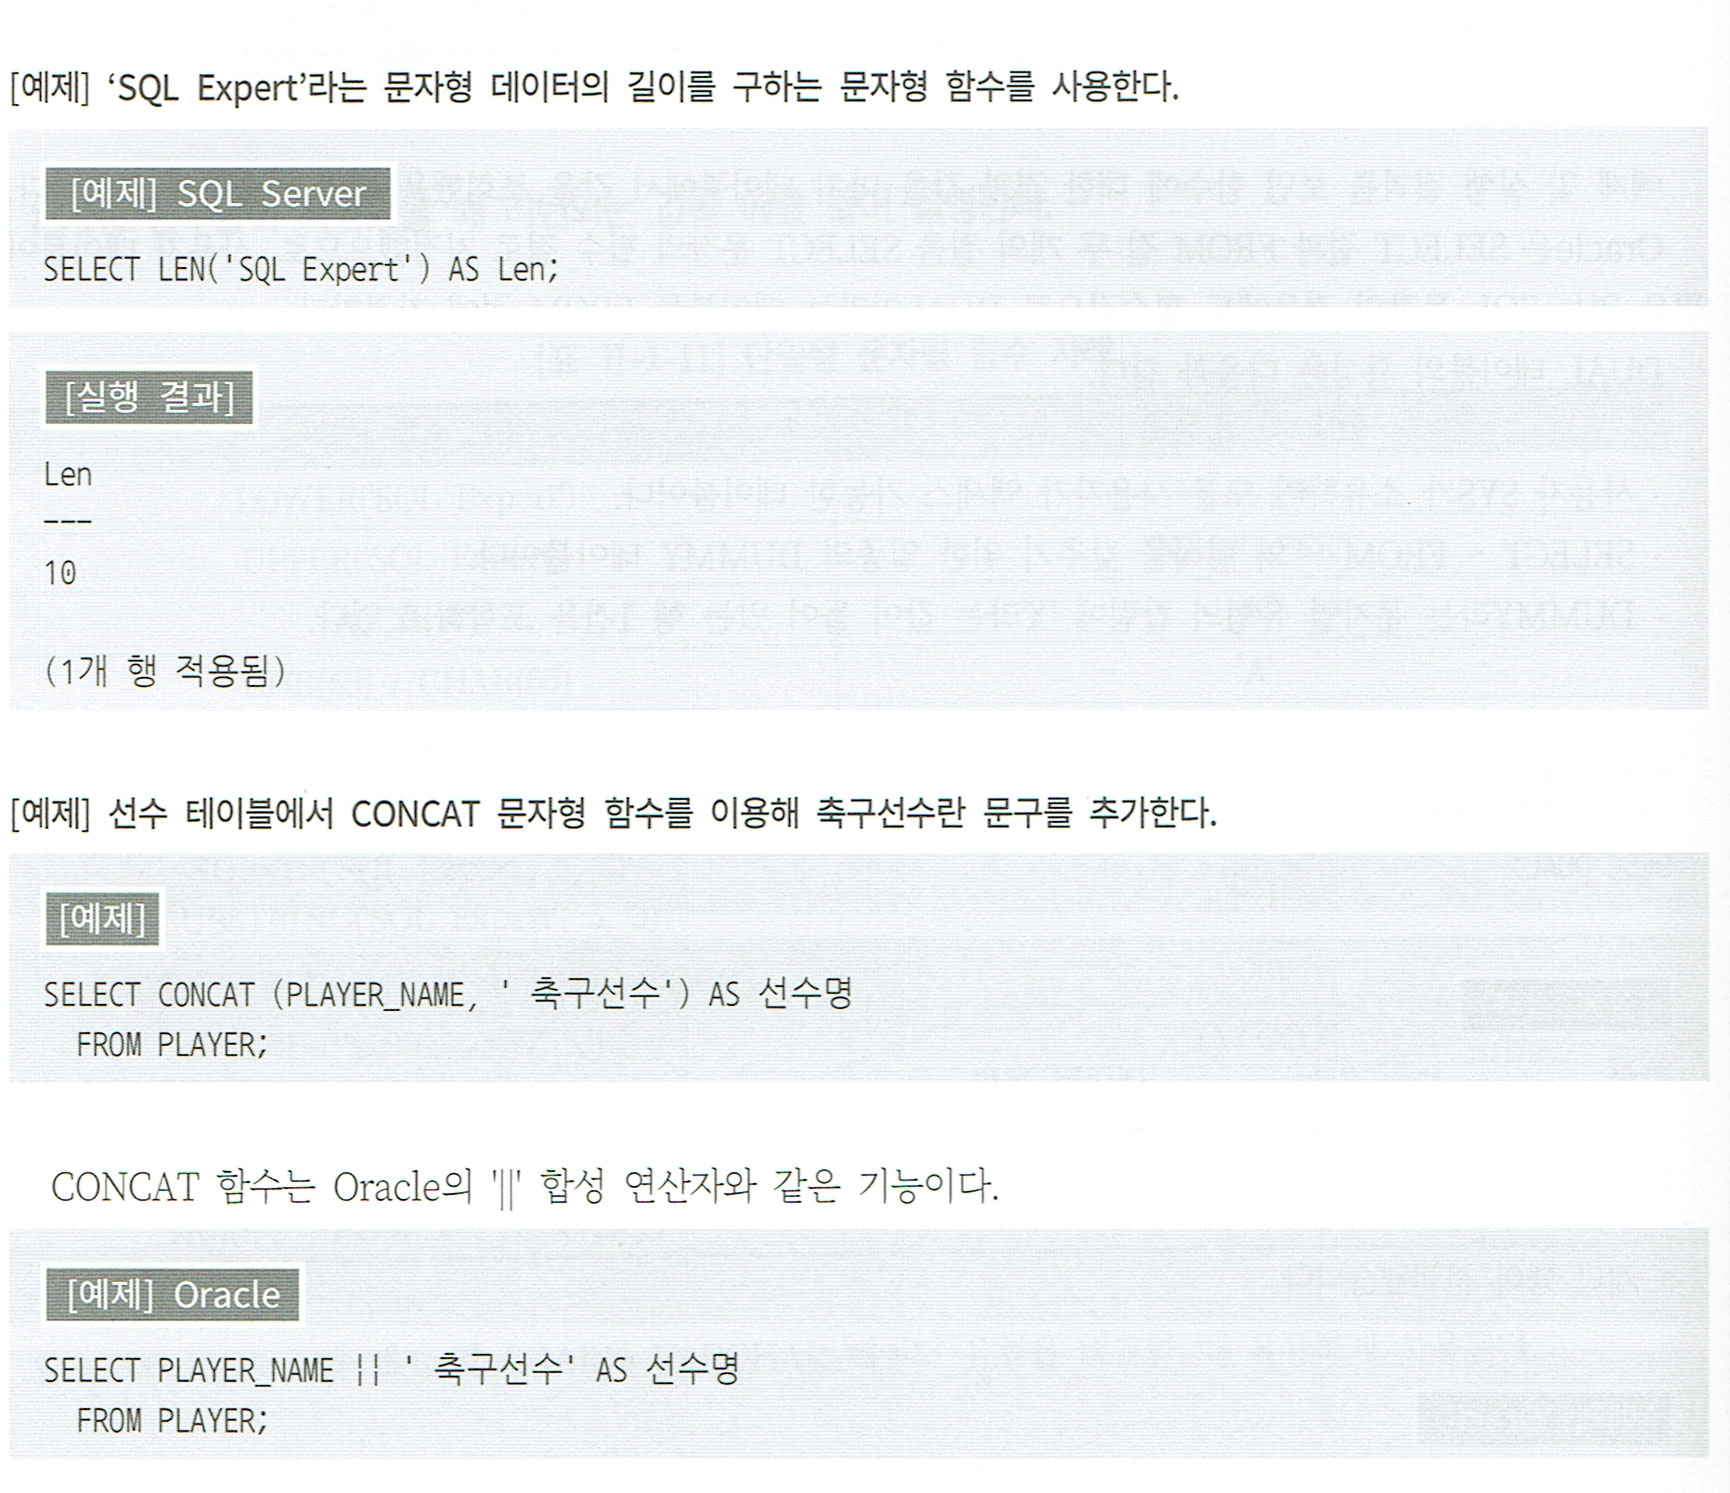 [예제] ‘SQL Expert’라는 문자형 데이터의 길이를 구하는 문자형 함수를 사용한다.
[예제] SQL Server
SELECT LEN('SQL Expert') AS Len;
[실행 결과]
Len
---
10
(1개 행 적용됨)
[예제] 선수 테이블에서 CONCAT 문자형 함수를 이용해 축구선수란 문구를 추가한다.
[예제]
SELECT CONCAT (PLAYER_NAME, ' 축구선수') AS 선수명
FROM PLAYER;
CONCAT 함수는 Oracle의 '||' 합성 연산자와 같은 기능이다.
[예제] Oracle
SELECT PLAYER_NAME || ' 축구선수' AS 선수명
FROM PLAYER;